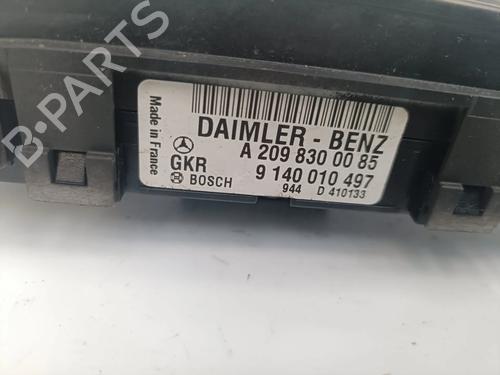 DAIMLER - BENZ
A 209 830 00 85
GKR 9 140 010 497
BOSCH 944 D 410133
Made in France
B-PARTS